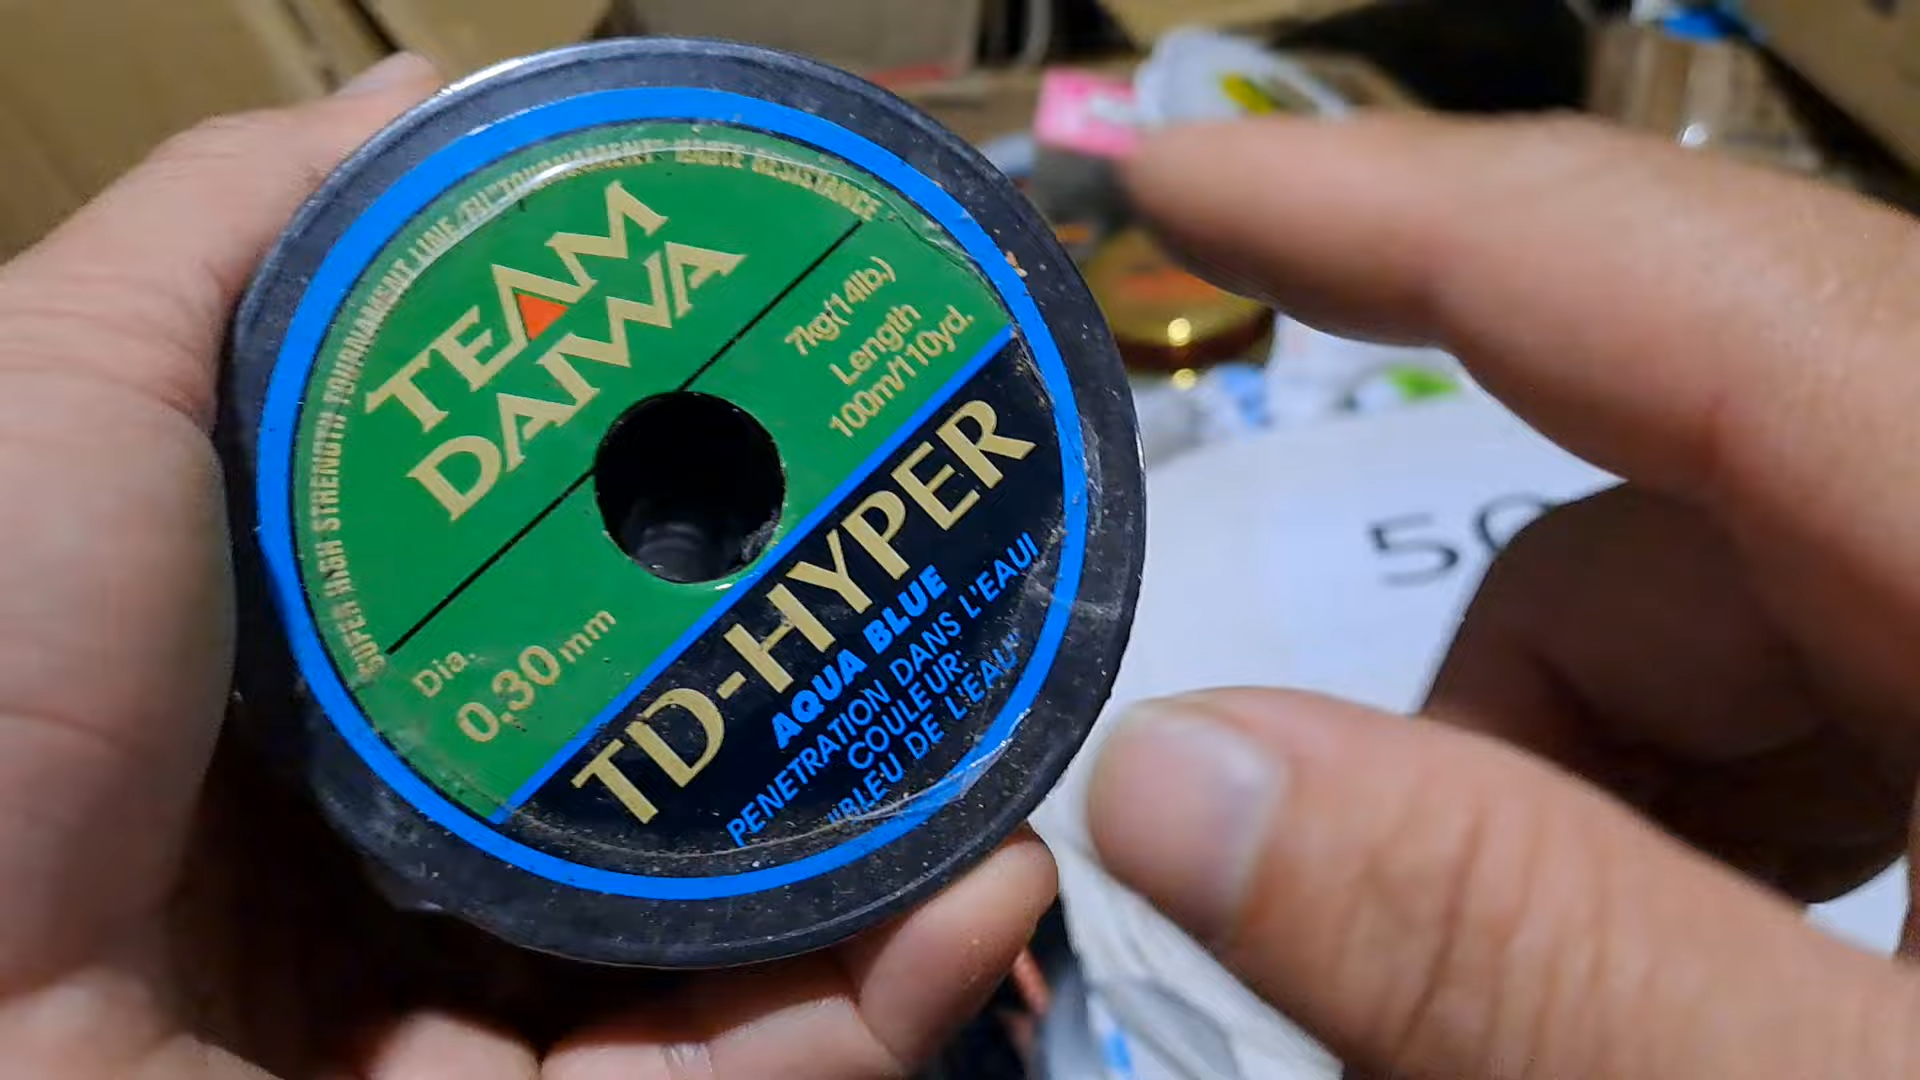 SUPER HIGH STRENGTH TOURNAMENT LINE
RESISTANCE
TEAM
DAIWA
7kg(14lb.)
Length
100m/110yd.
Dia.
0,30mm
TD-HYPER
AQUA BLUE
PENETRATION DANS L'EAU!
COULEUR:
"BLEU DE L'EAU"